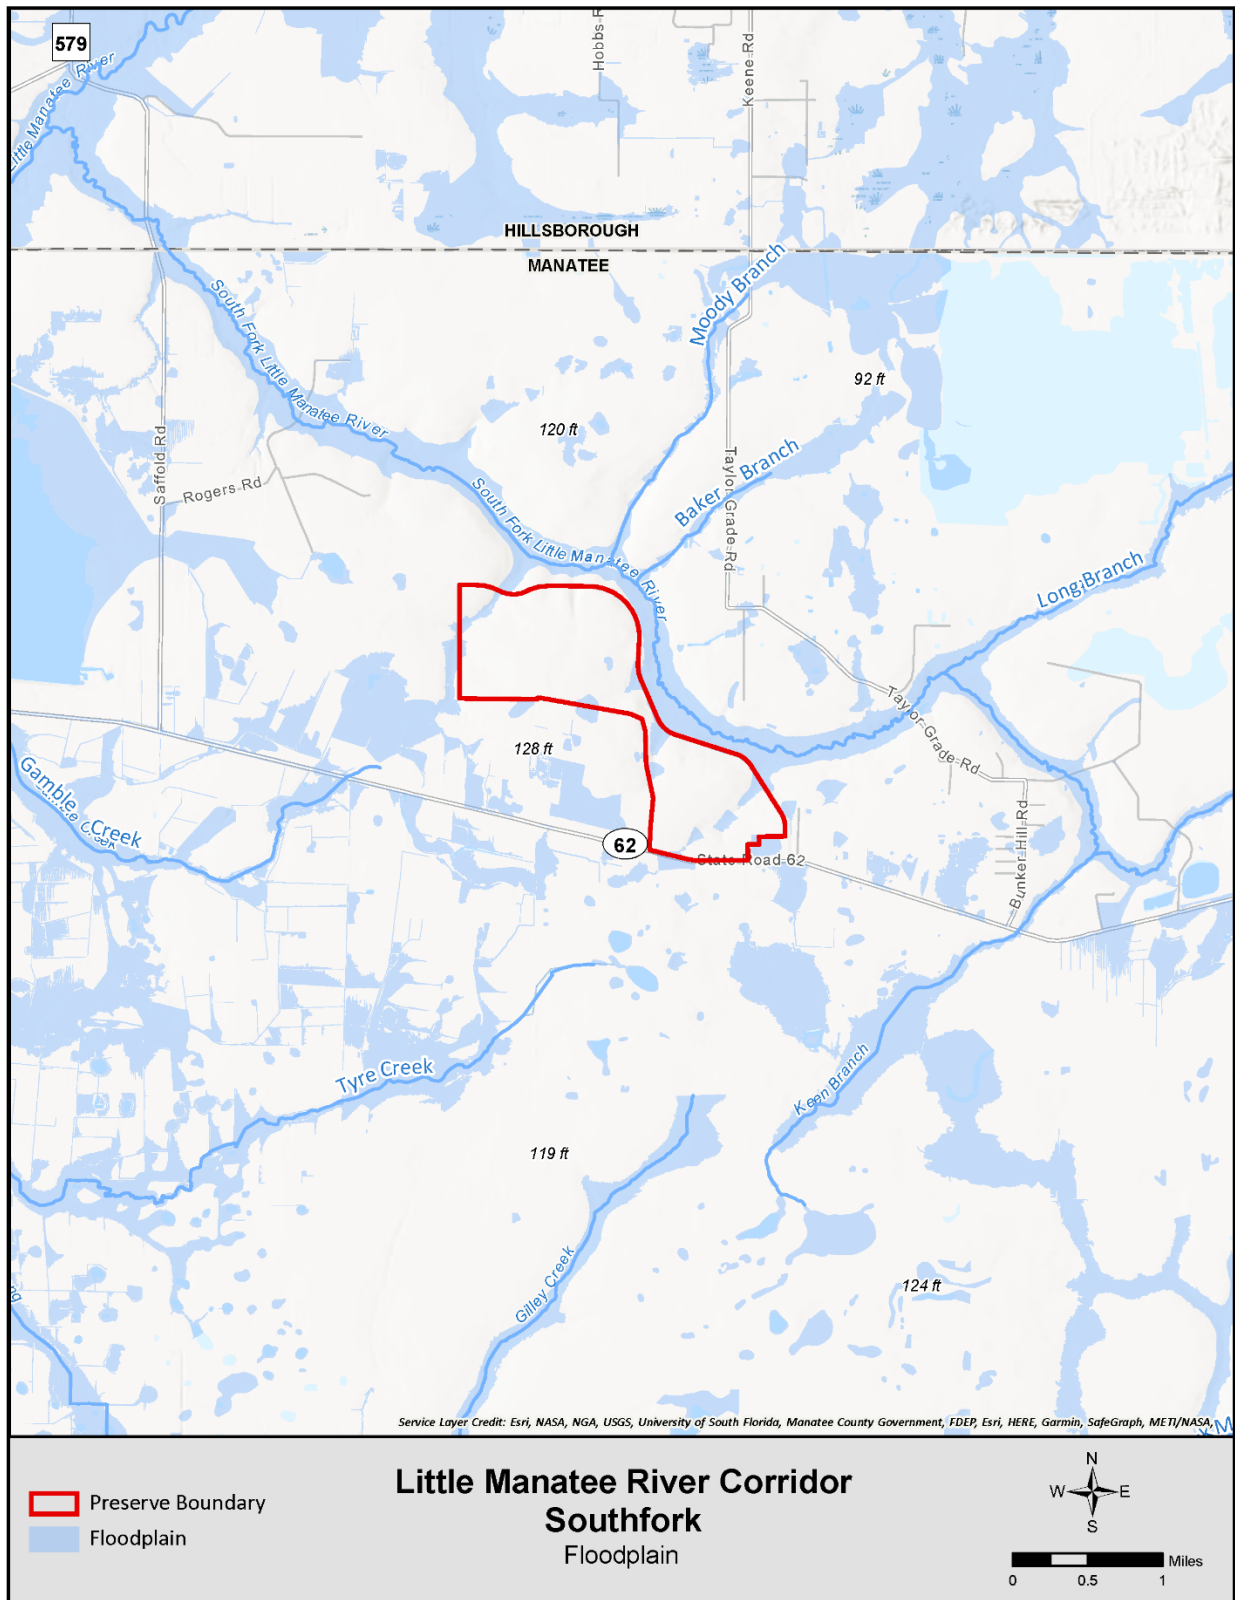 579
Little Manatee River
Hobbs R
Keene Rd
HILLSBOROUGH
MANATEE
Moody Branch
South Fork Little Manatee River
92 ft
120 ft
Saffold Rd
Rogers Rd
Taylor Grade Rd
Baker Branch
South Fork Little Manatee River
Long Branch
Taylor Grade Rd
128 ft
Gamble Creek
62
State Road 62
Bunker Hill Rd
Tyre Creek
Keen Branch
119 ft
Gilley Creek
124 ft
Service Layer Credit: Esri, NASA, NGA, USGS, University of South Florida, Manatee County Government, FDEP, Esri, HERE, Garmin, SafeGraph, METI/NASA,
Little Manatee River Corridor
Southfork
Floodplain
Preserve Boundary
Floodplain
N
W E
S
Miles
0 0.5 1